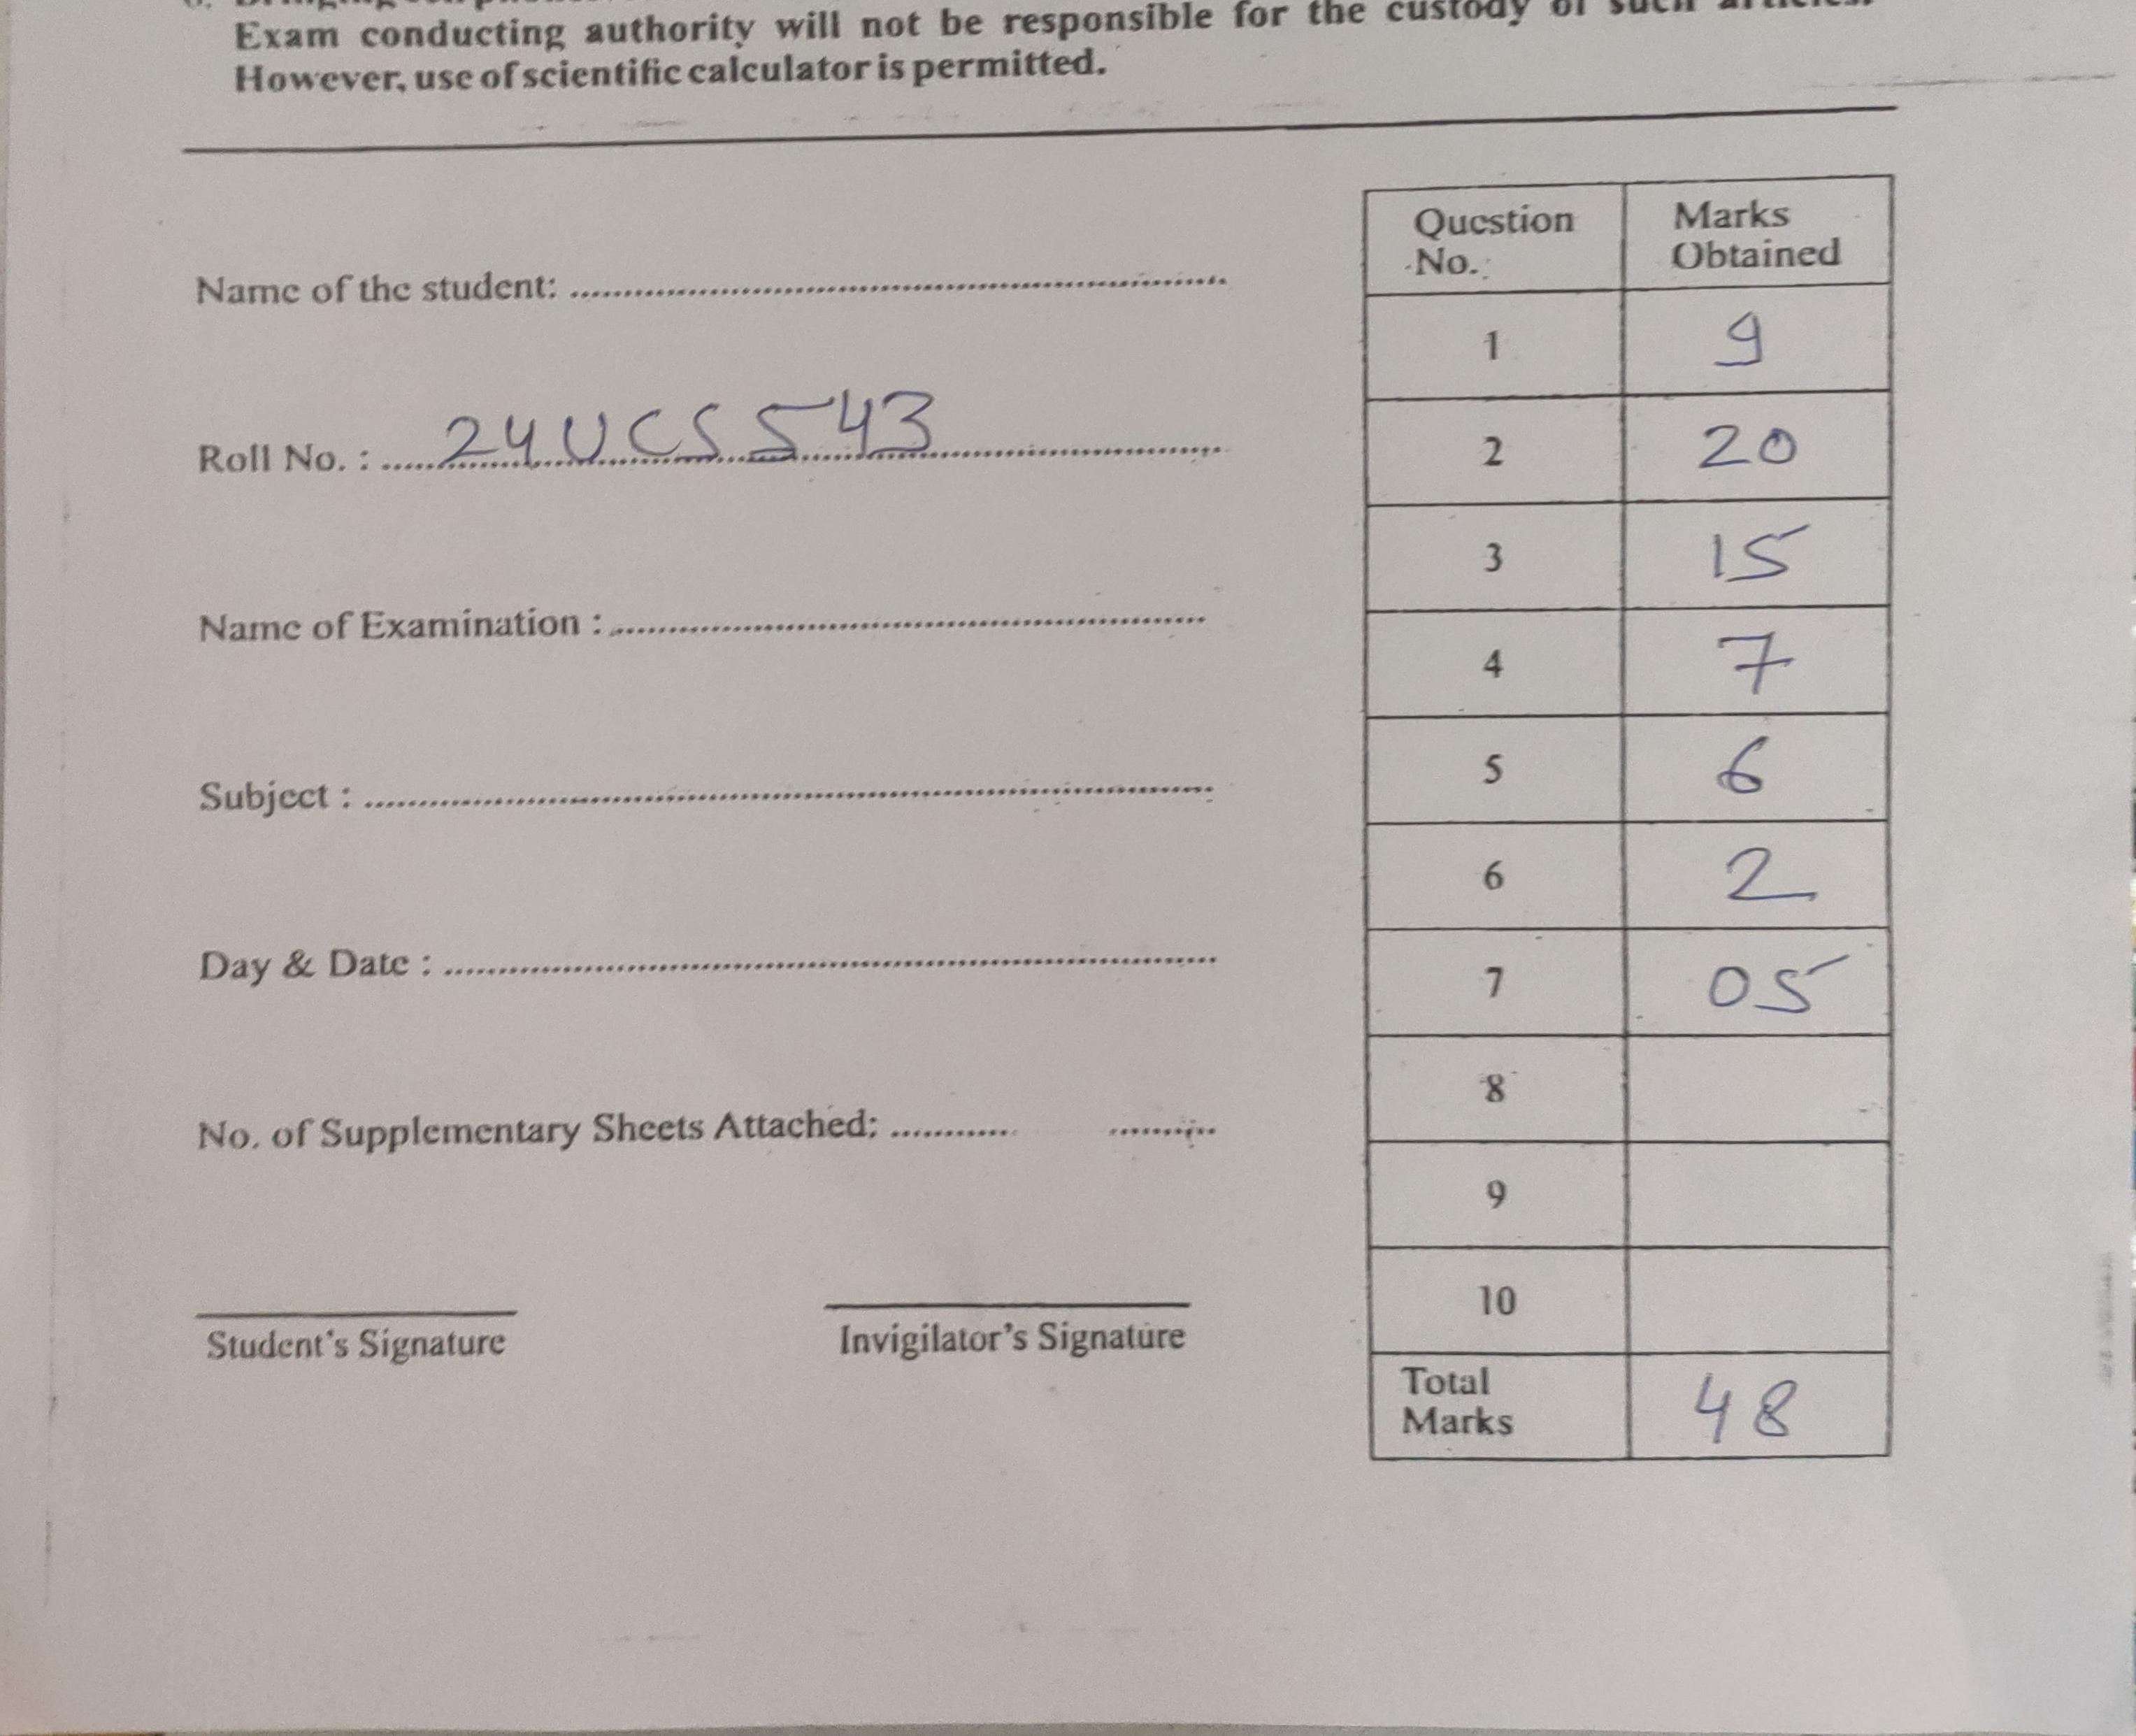 Exam conducting authority will not be responsible for the custody of such articles.
However, use of scientific calculator is permitted.
Name of the student: ........................................
Roll No. : 24UCS543
Name of Examination : ........................................
Subject : ........................................
Day & Date : ........................................
No. of Supplementary Sheets Attached: ............ ..........
Student's Signature
Invigilator's Signature
Question No. Marks Obtained
1 9
2 20
3 15
4 7
5 6
6 2
7 05
8
9
10
Total Marks 48